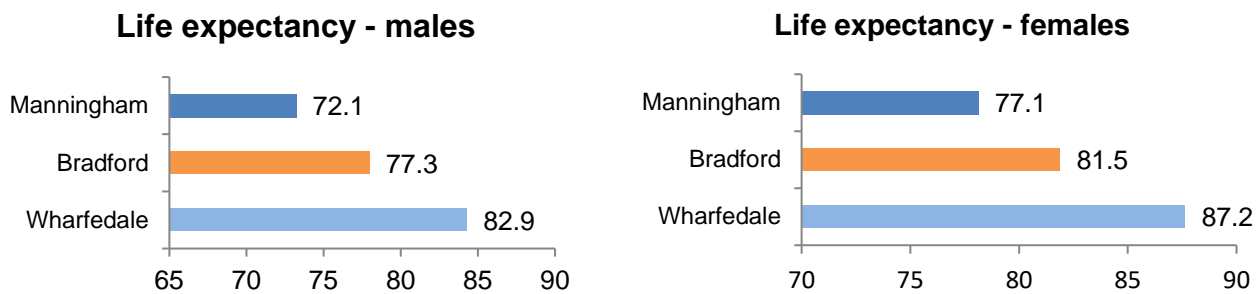 Life expectancy - males
Manningham 72.1
Bradford 77.3
Wharfedale 82.9
65 70 75 80 85 90
Life expectancy - females
Manningham 77.1
Bradford 81.5
Wharfedale 87.2
70 75 80 85 90